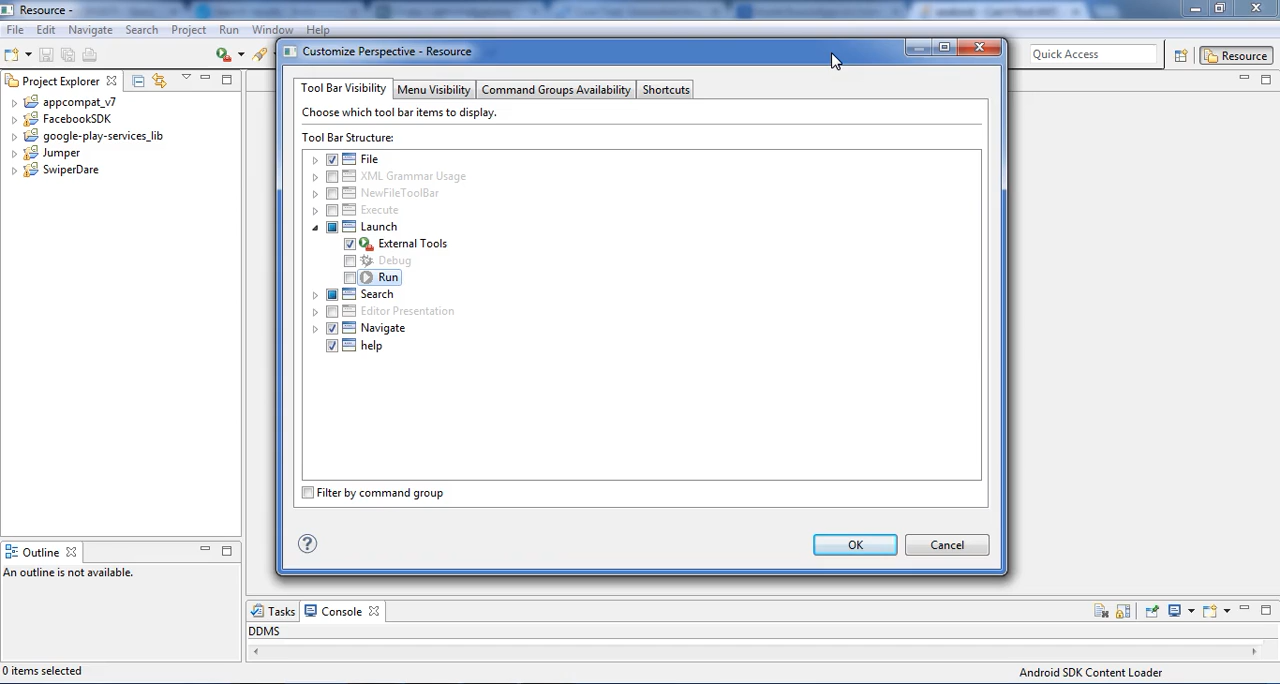 Resource -
File Edit Navigate Search Project Run Window Help
Quick Access
Resource
Project Explorer
appcompat_v7
FacebookSDK
google-play-services_lib
Jumper
SwiperDare
Customize Perspective - Resource
Tool Bar Visibility Menu Visibility Command Groups Availability Shortcuts
Choose which tool bar items to display.
Tool Bar Structure:
File
XML Grammar Usage
NewFileToolBar
Execute
Launch
External Tools
Debug
Run
Search
Editor Presentation
Navigate
help
Filter by command group
OK Cancel
Outline
An outline is not available.
Tasks Console
DDMS
0 items selected
Android SDK Content Loader